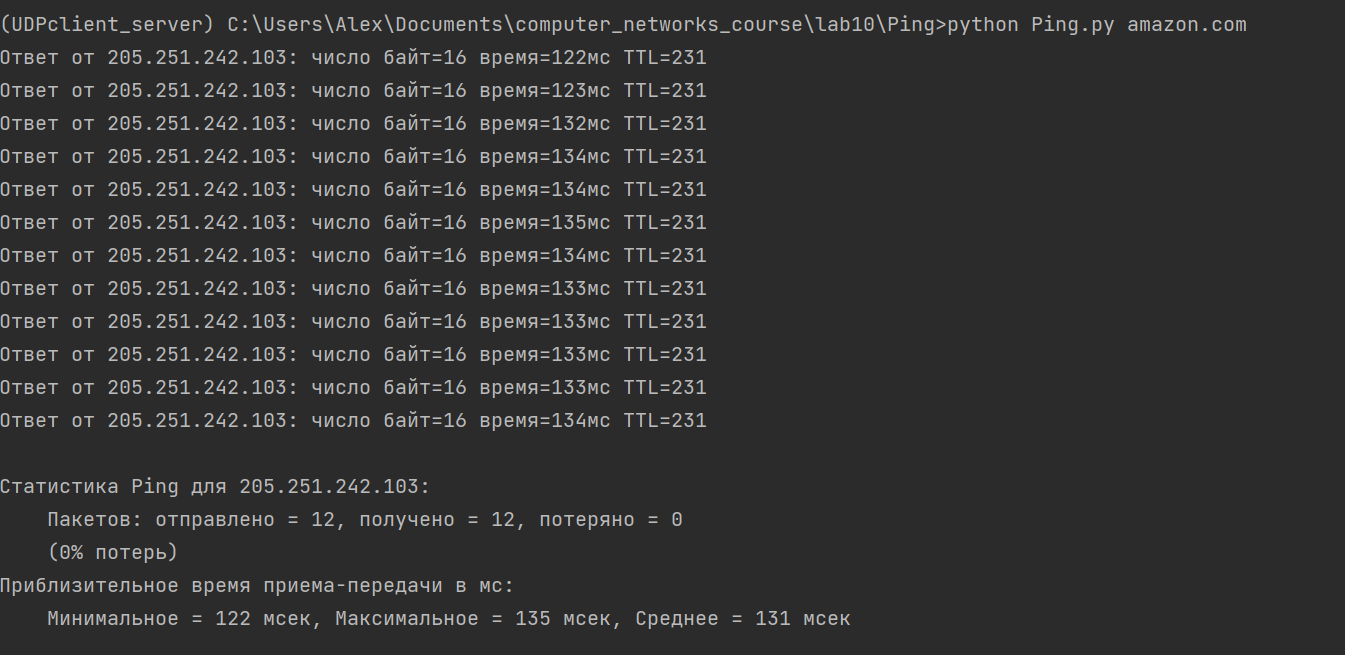 (UDPclient_server) C:\Users\Alex\Documents\computer_networks_course\lab10\Ping>python Ping.py amazon.com
Ответ от 205.251.242.103: число байт=16 время=122мс TTL=231
Ответ от 205.251.242.103: число байт=16 время=123мс TTL=231
Ответ от 205.251.242.103: число байт=16 время=132мс TTL=231
Ответ от 205.251.242.103: число байт=16 время=134мс TTL=231
Ответ от 205.251.242.103: число байт=16 время=134мс TTL=231
Ответ от 205.251.242.103: число байт=16 время=135мс TTL=231
Ответ от 205.251.242.103: число байт=16 время=134мс TTL=231
Ответ от 205.251.242.103: число байт=16 время=133мс TTL=231
Ответ от 205.251.242.103: число байт=16 время=133мс TTL=231
Ответ от 205.251.242.103: число байт=16 время=133мс TTL=231
Ответ от 205.251.242.103: число байт=16 время=133мс TTL=231
Ответ от 205.251.242.103: число байт=16 время=134мс TTL=231
Статистика Ping для 205.251.242.103:
Пакетов: отправлено = 12, получено = 12, потеряно = 0
(0% потерь)
Приблизительное время приема-передачи в мс:
Минимальное = 122 мсек, Максимальное = 135 мсек, Среднее = 131 мсек